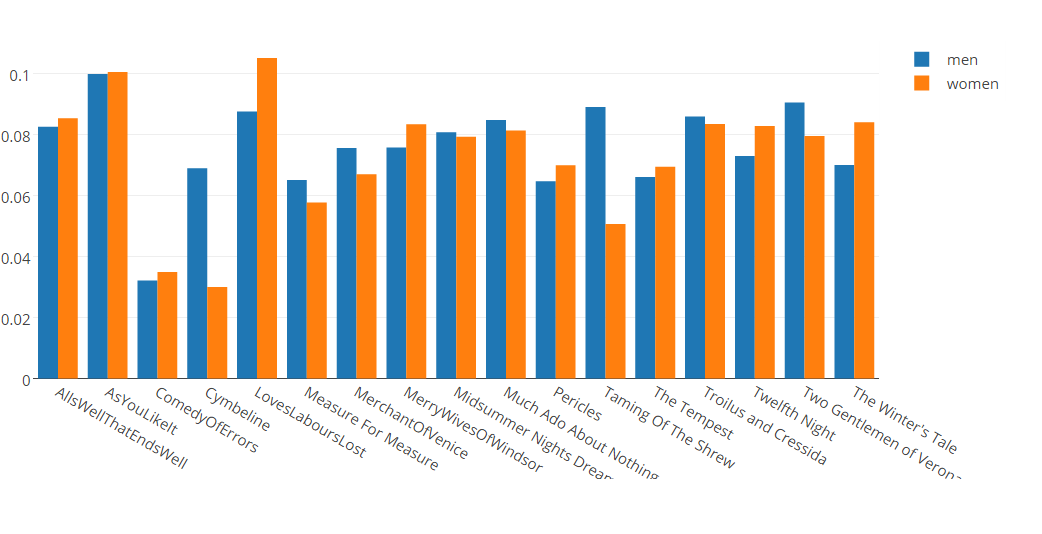 men
women
0.1
0.08
0.06
0.04
0.02
0
AllsWellThatEndsWell
AsYouLikeIt
ComedyOfErrors
Cymbeline
LovesLaboursLost
Measure For Measure
MerchantOfVenice
MerryWivesOfWindsor
Midsummer Nights Dream
Much Ado About Nothing
Pericles
Taming Of The Shrew
The Tempest
Troilus and Cressida
Twelfth Night
Two Gentlemen of Verona
The Winter's Tale